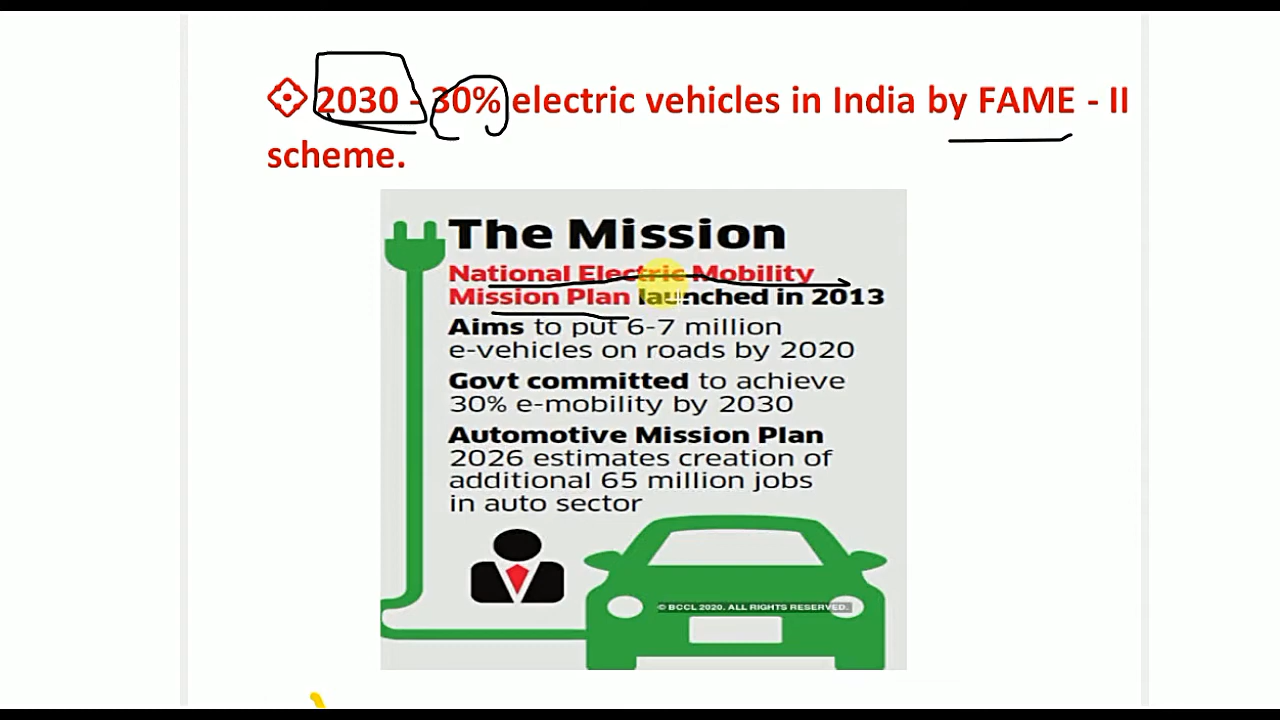 2030 - 30% electric vehicles in India by FAME - II
scheme.
The Mission
National Electric Mobility
Mission Plan launched in 2013
Aims to put 6-7 million
e-vehicles on roads by 2020
Govt committed to achieve
30% e-mobility by 2030
Automotive Mission Plan
2026 estimates creation of
additional 65 million jobs
in auto sector
© BCCL 2020. ALL RIGHTS RESERVED.